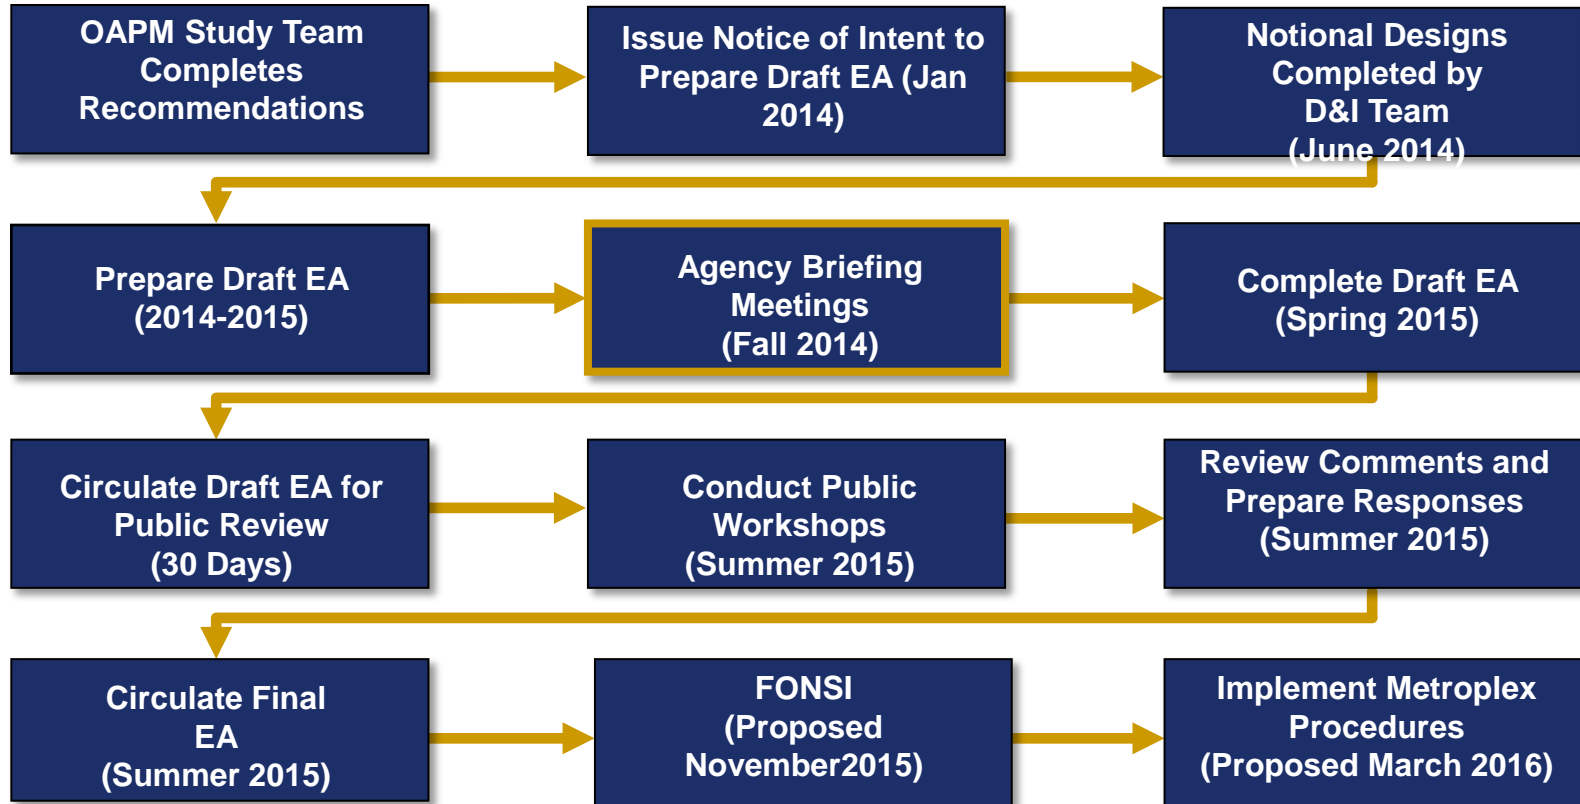 OAPM Study Team
Completes
Recommendations
Issue Notice of Intent to
Prepare Draft EA (Jan
2014)
Notional Designs
Completed by
D&I Team
(June 2014)
Prepare Draft EA
(2014-2015)
Agency Briefing
Meetings
(Fall 2014)
Complete Draft EA
(Spring 2015)
Circulate Draft EA for
Public Review
(30 Days)
Conduct Public
Workshops
(Summer 2015)
Review Comments and
Prepare Responses
(Summer 2015)
Circulate Final
EA
(Summer 2015)
FONSI
(Proposed
November2015)
Implement Metroplex
Procedures
(Proposed March 2016)